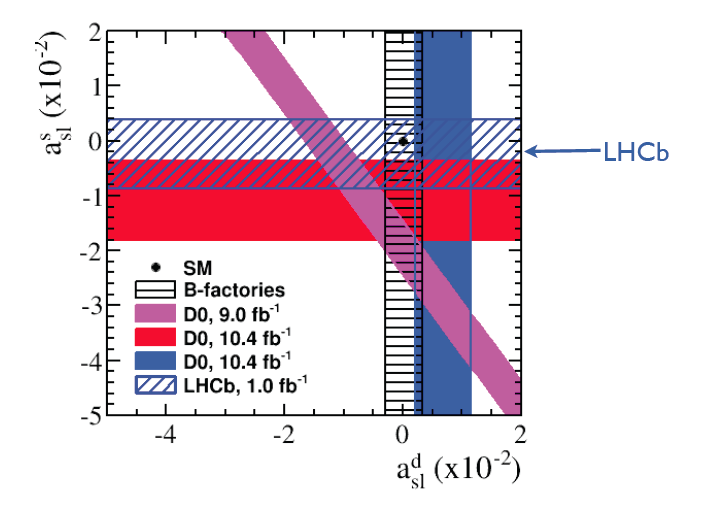 a^s_sl (x10^-2)
2
1
0
-1
-2
-3
-4
-5
LHCb
SM
B-factories
D0, 9.0 fb^-1
D0, 10.4 fb^-1
D0, 10.4 fb^-1
LHCb, 1.0 fb^-1
-4 -2 0 2
a^d_sl (x10^-2)